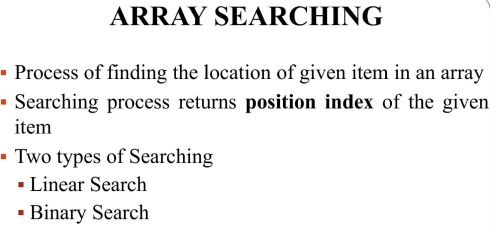 ARRAY SEARCHING
▪ Process of finding the location of given item in an array
▪ Searching process returns position index of the given
item
▪ Two types of Searching
▪ Linear Search
▪ Binary Search